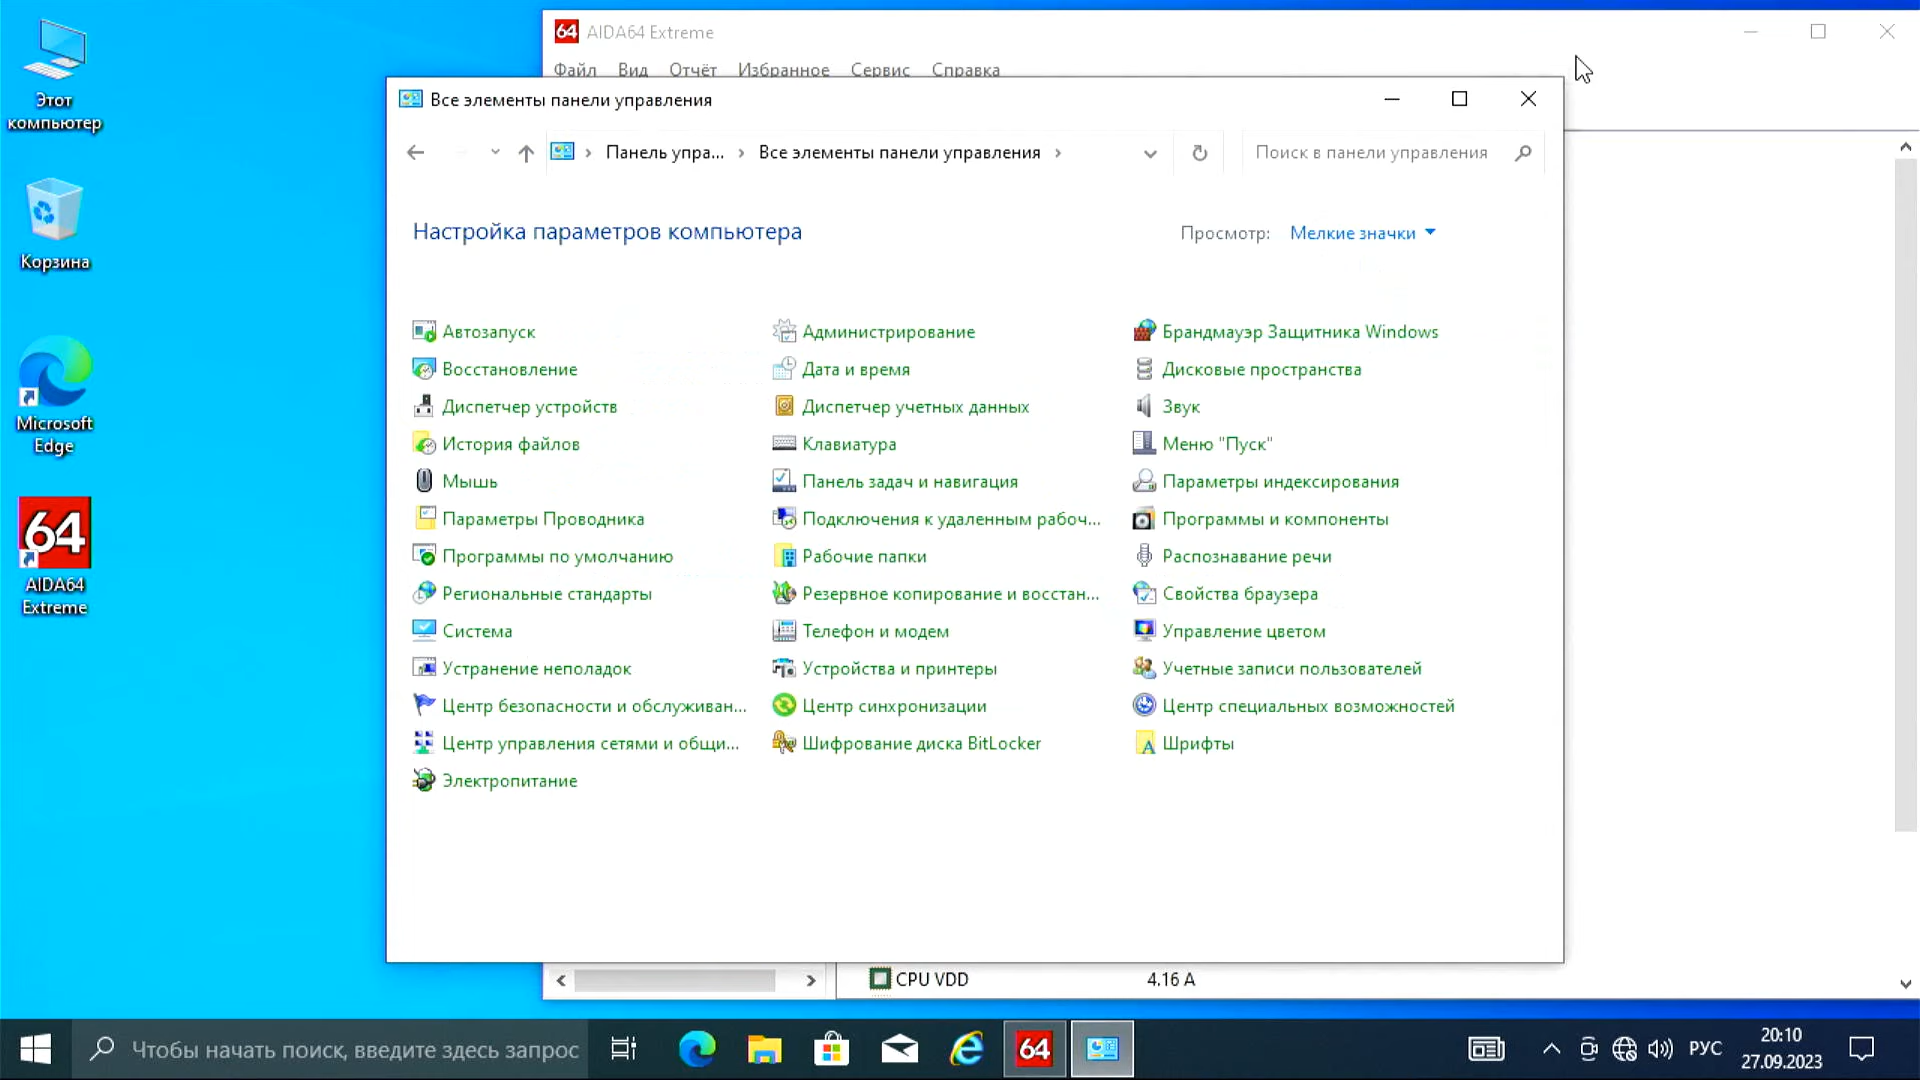 Этот
компьютер
Корзина
Microsoft
Edge
64
AIDA64
Extreme
64 AIDA64 Extreme
Файл Вид Отчёт Избранное Сервис Справка
Все элементы панели управления
Панель упра... › Все элементы панели управления ›
Поиск в панели управления
Настройка параметров компьютера
Просмотр: Мелкие значки
Автозапуск
Администрирование
Брандмауэр Защитника Windows
Восстановление
Дата и время
Дисковые пространства
Диспетчер устройств
Диспетчер учетных данных
Звук
История файлов
Клавиатура
Меню "Пуск"
Мышь
Панель задач и навигация
Параметры индексирования
Параметры Проводника
Подключения к удаленным рабоч...
Программы и компоненты
Программы по умолчанию
Рабочие папки
Распознавание речи
Региональные стандарты
Резервное копирование и восстан...
Свойства браузера
Система
Телефон и модем
Управление цветом
Устранение неполадок
Устройства и принтеры
Учетные записи пользователей
Центр безопасности и обслуживан...
Центр синхронизации
Центр специальных возможностей
Центр управления сетями и общи...
Шифрование диска BitLocker
Шрифты
Электропитание
CPU VDD 4.16 A
Чтобы начать поиск, введите здесь запрос
64
РУС
20:10
27.09.2023